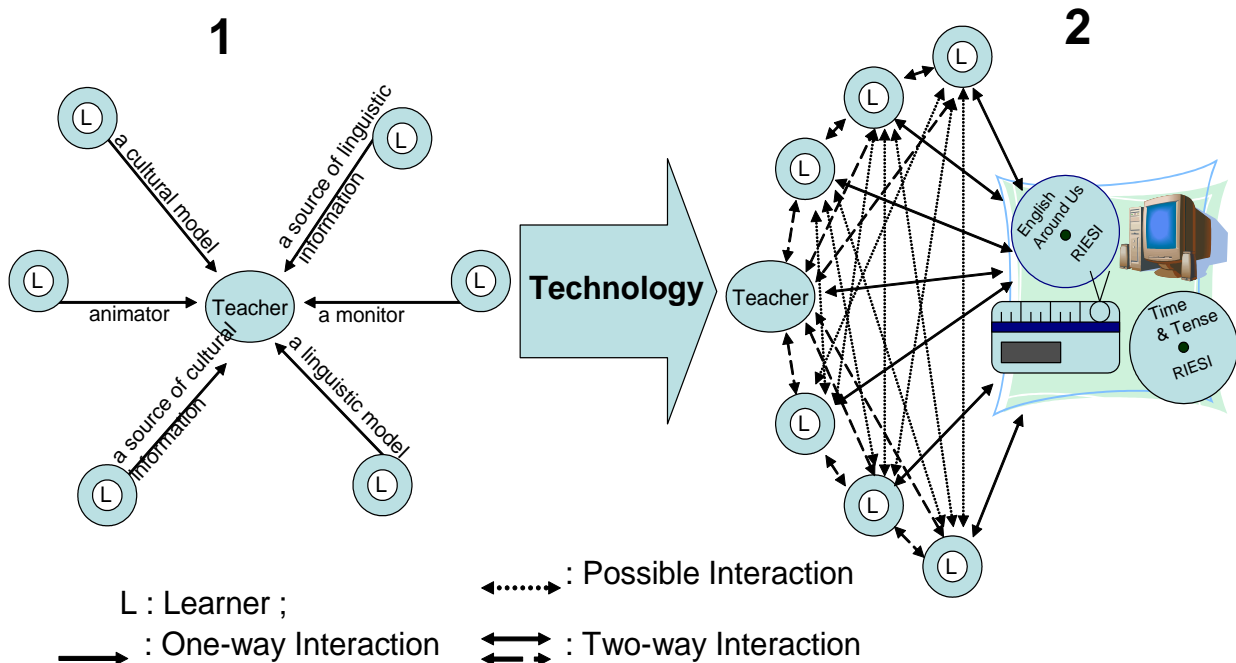 1
L
a cultural model
L
a source of linguistic
information
L
animator
Teacher
L
a monitor
L
a source of cultural
information
L
a linguistic model
Technology
2
L
L
L
Teacher
L
L
L
English
Around Us
RIESI
Time
& Tense
RIESI
L : Learner ;
: One-way Interaction
: Possible Interaction
: Two-way Interaction